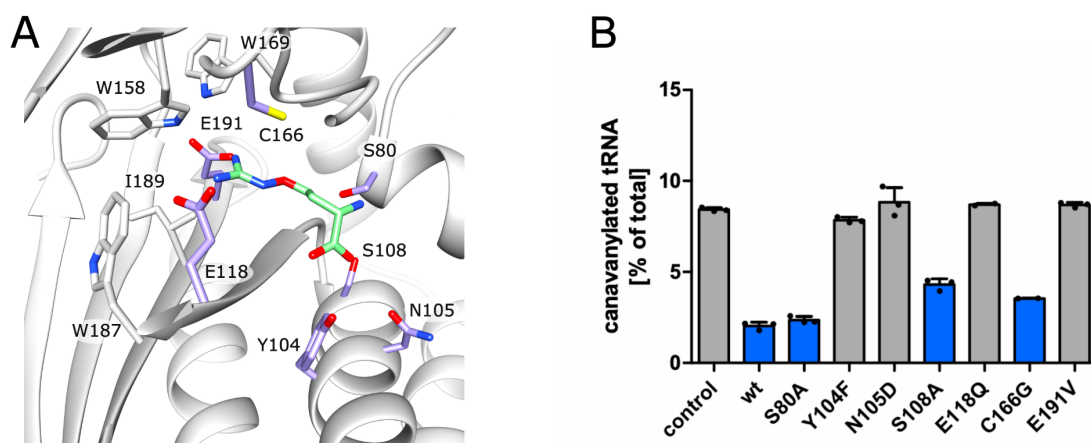 A
W169
W158
E191
C166
S80
I189
S108
E118
N105
W187
Y104
B
canavanylated tRNA
[% of total]
15
10
5
0
control
wt
S80A
Y104F
N105D
S108A
E118Q
C166G
E191V